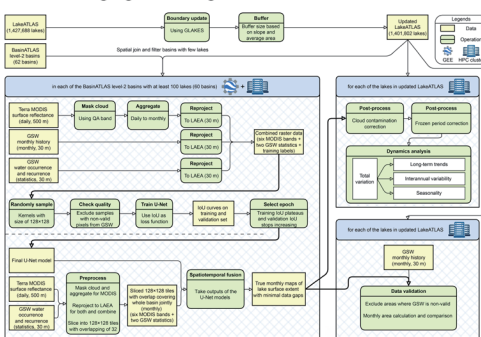 LakeATLAS
(1,427,688 lakes)
Boundary update
Using GLAKES
Buffer
Buffer size based
on slope and
average area
Updated
LakeATLAS
(1,401,602 lakes)
Legends
Data
Operation
GEE
HPC cluster
BasinATLAS
level-2 basins
(62 basins)
Spatial join and filter basins with few lakes
in each of the BasinATLAS level-2 basins with at least 100 lakes (60 basins)
+
Terra MODIS
surface reflectance
(daily, 500 m)
Mask cloud
Using QA band
Aggregate
Daily to monthly
Reproject
To LAEA (30 m)
GSW
monthly history
(monthly, 30 m)
Reproject
To LAEA (30 m)
GSW
water occurrence
and recurrence
(statistics, 30 m)
Reproject
To LAEA (30 m)
Combined raster data
(six MODIS bands +
two GSW statistics +
training labels)
Randomly sample
Kernels with
size of 128×128
Check quality
Exclude samples
with non-valid
pixels from GSW
Train U-Net
Use IoU as
loss function
IoU curves on
training and
validation set
Select epoch
Training IoU plateaus
and validation IoU
stops increasing
Final U-Net model
Terra MODIS
surface reflectance
(daily, 500 m)
GSW water
occurrence
and recurrence
(statistics, 30 m)
Preprocess
Mask cloud and
aggregate for MODIS
Reproject to LAEA
for both and combine
Slice into 128×128 tiles
with overlapping of 32
Sliced 128×128 tiles
with overlap covering
whole basin jointly
(monthly)
(six MODIS bands +
two GSW statistics)
Spatiotemporal fusion
Take outputs of the
U-Net models
True monthly maps of
lake surface extent
with minimal data gaps
for each of the lakes in updated LakeATLAS
Post-process
Cloud contamination
correction
Post-process
Frozen period correction
Dynamics analysis
Total
variation
Long-term trends
Interannual variability
Seasonality
for each of the lakes in updated LakeATLAS
GSW
monthly history
(monthly, 30 m)
Data validation
Exclude areas where GSW is non-valid
Monthly area calculation and comparison